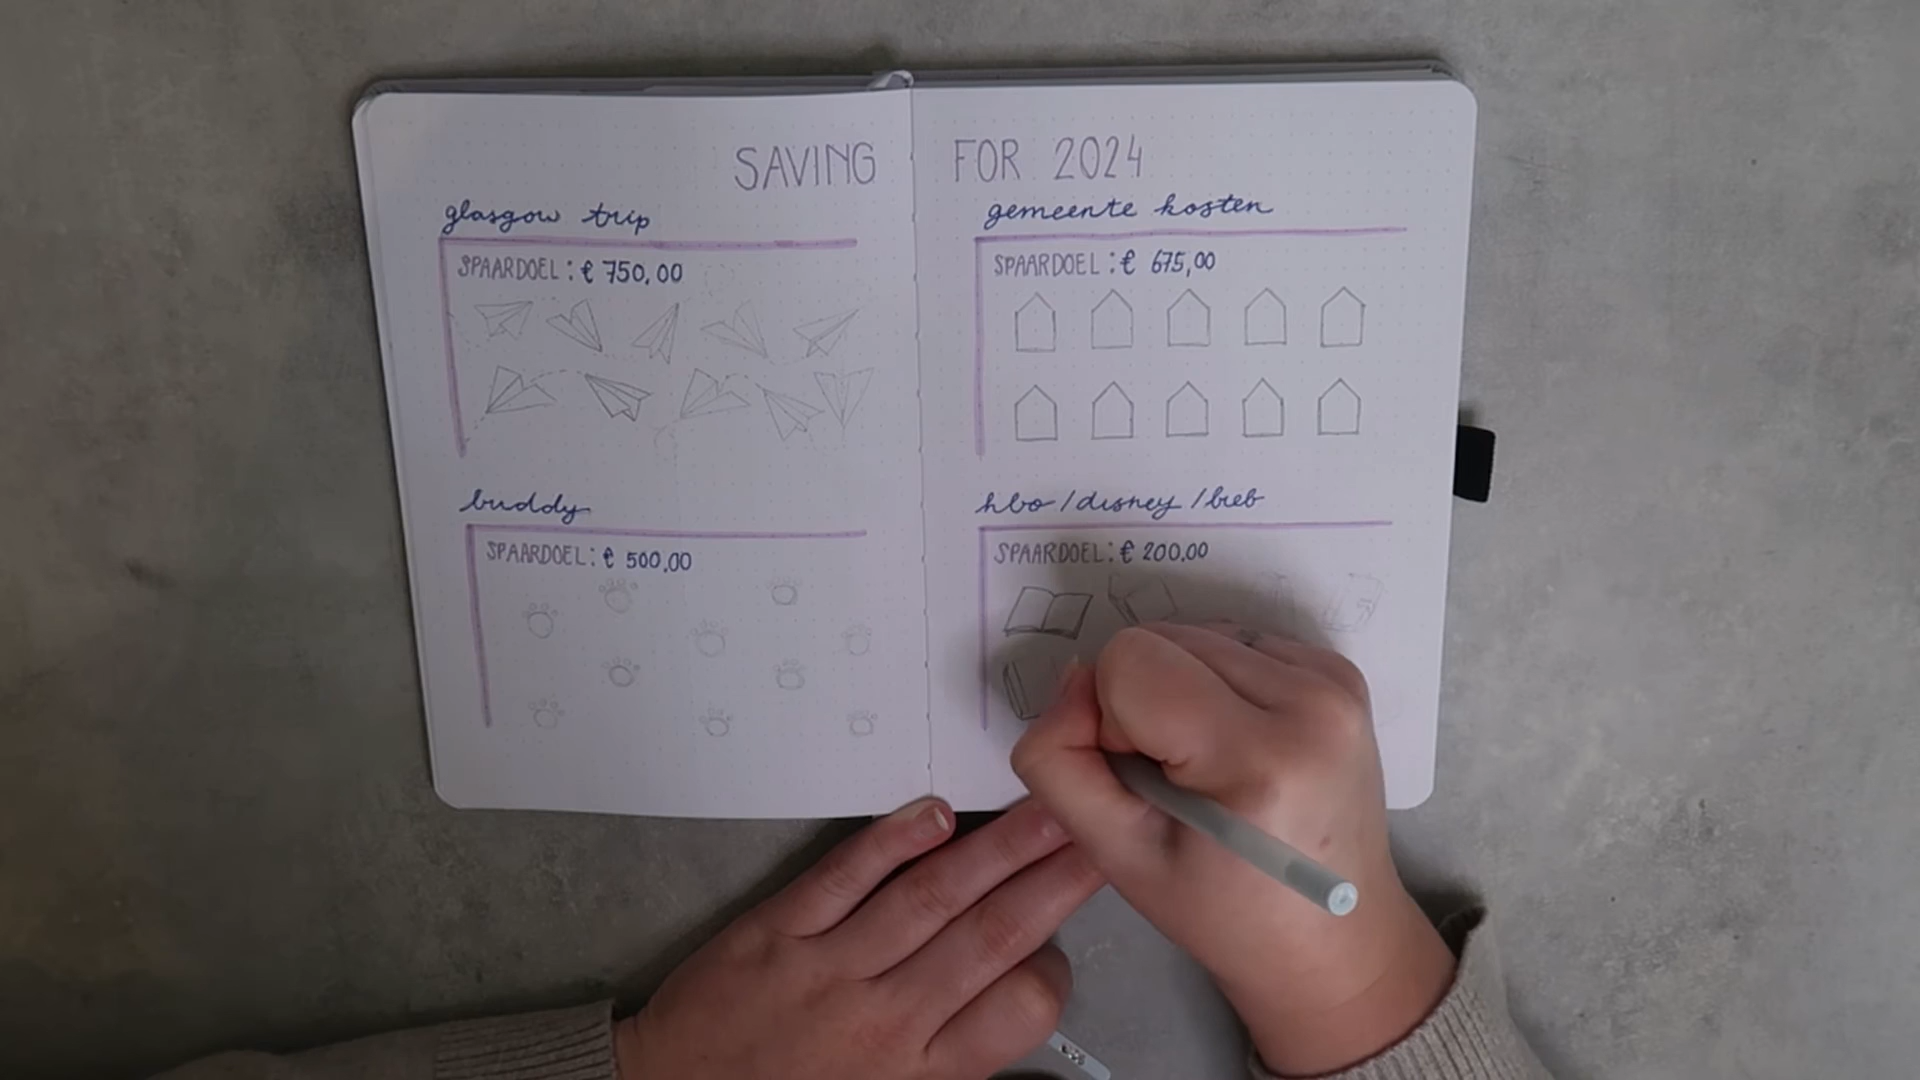 SAVING FOR 2024
glasgow trip
SPAARDOEL: € 750,00
buddy
SPAARDOEL: € 500,00
gemeente kosten
SPAARDOEL: € 675,00
hbo/disney/bieb
SPAARDOEL: € 200,00